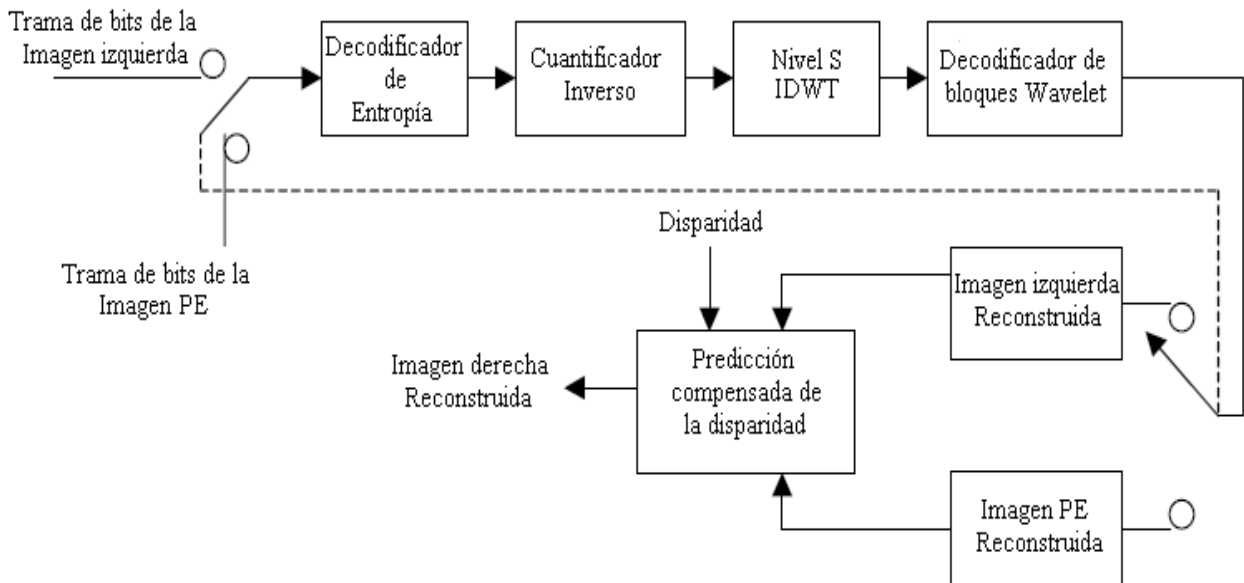 Trama de bits de la
Imagen izquierda
Decodificador
de
Entropía
Cuantificador
Inverso
Nivel S
IDWT
Decodificador de
bloques Wavelet
Trama de bits de la
Imagen PE
Disparidad
Imagen izquierda
Reconstruida
Imagen derecha
Reconstruida
Predicción
compensada de
la disparidad
Imagen PE
Reconstruida